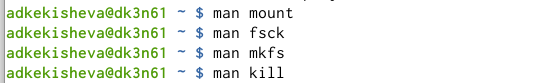 adkekisheva@dk3n61 ~ $ man mount
adkekisheva@dk3n61 ~ $ man fsck
adkekisheva@dk3n61 ~ $ man mkfs
adkekisheva@dk3n61 ~ $ man kill